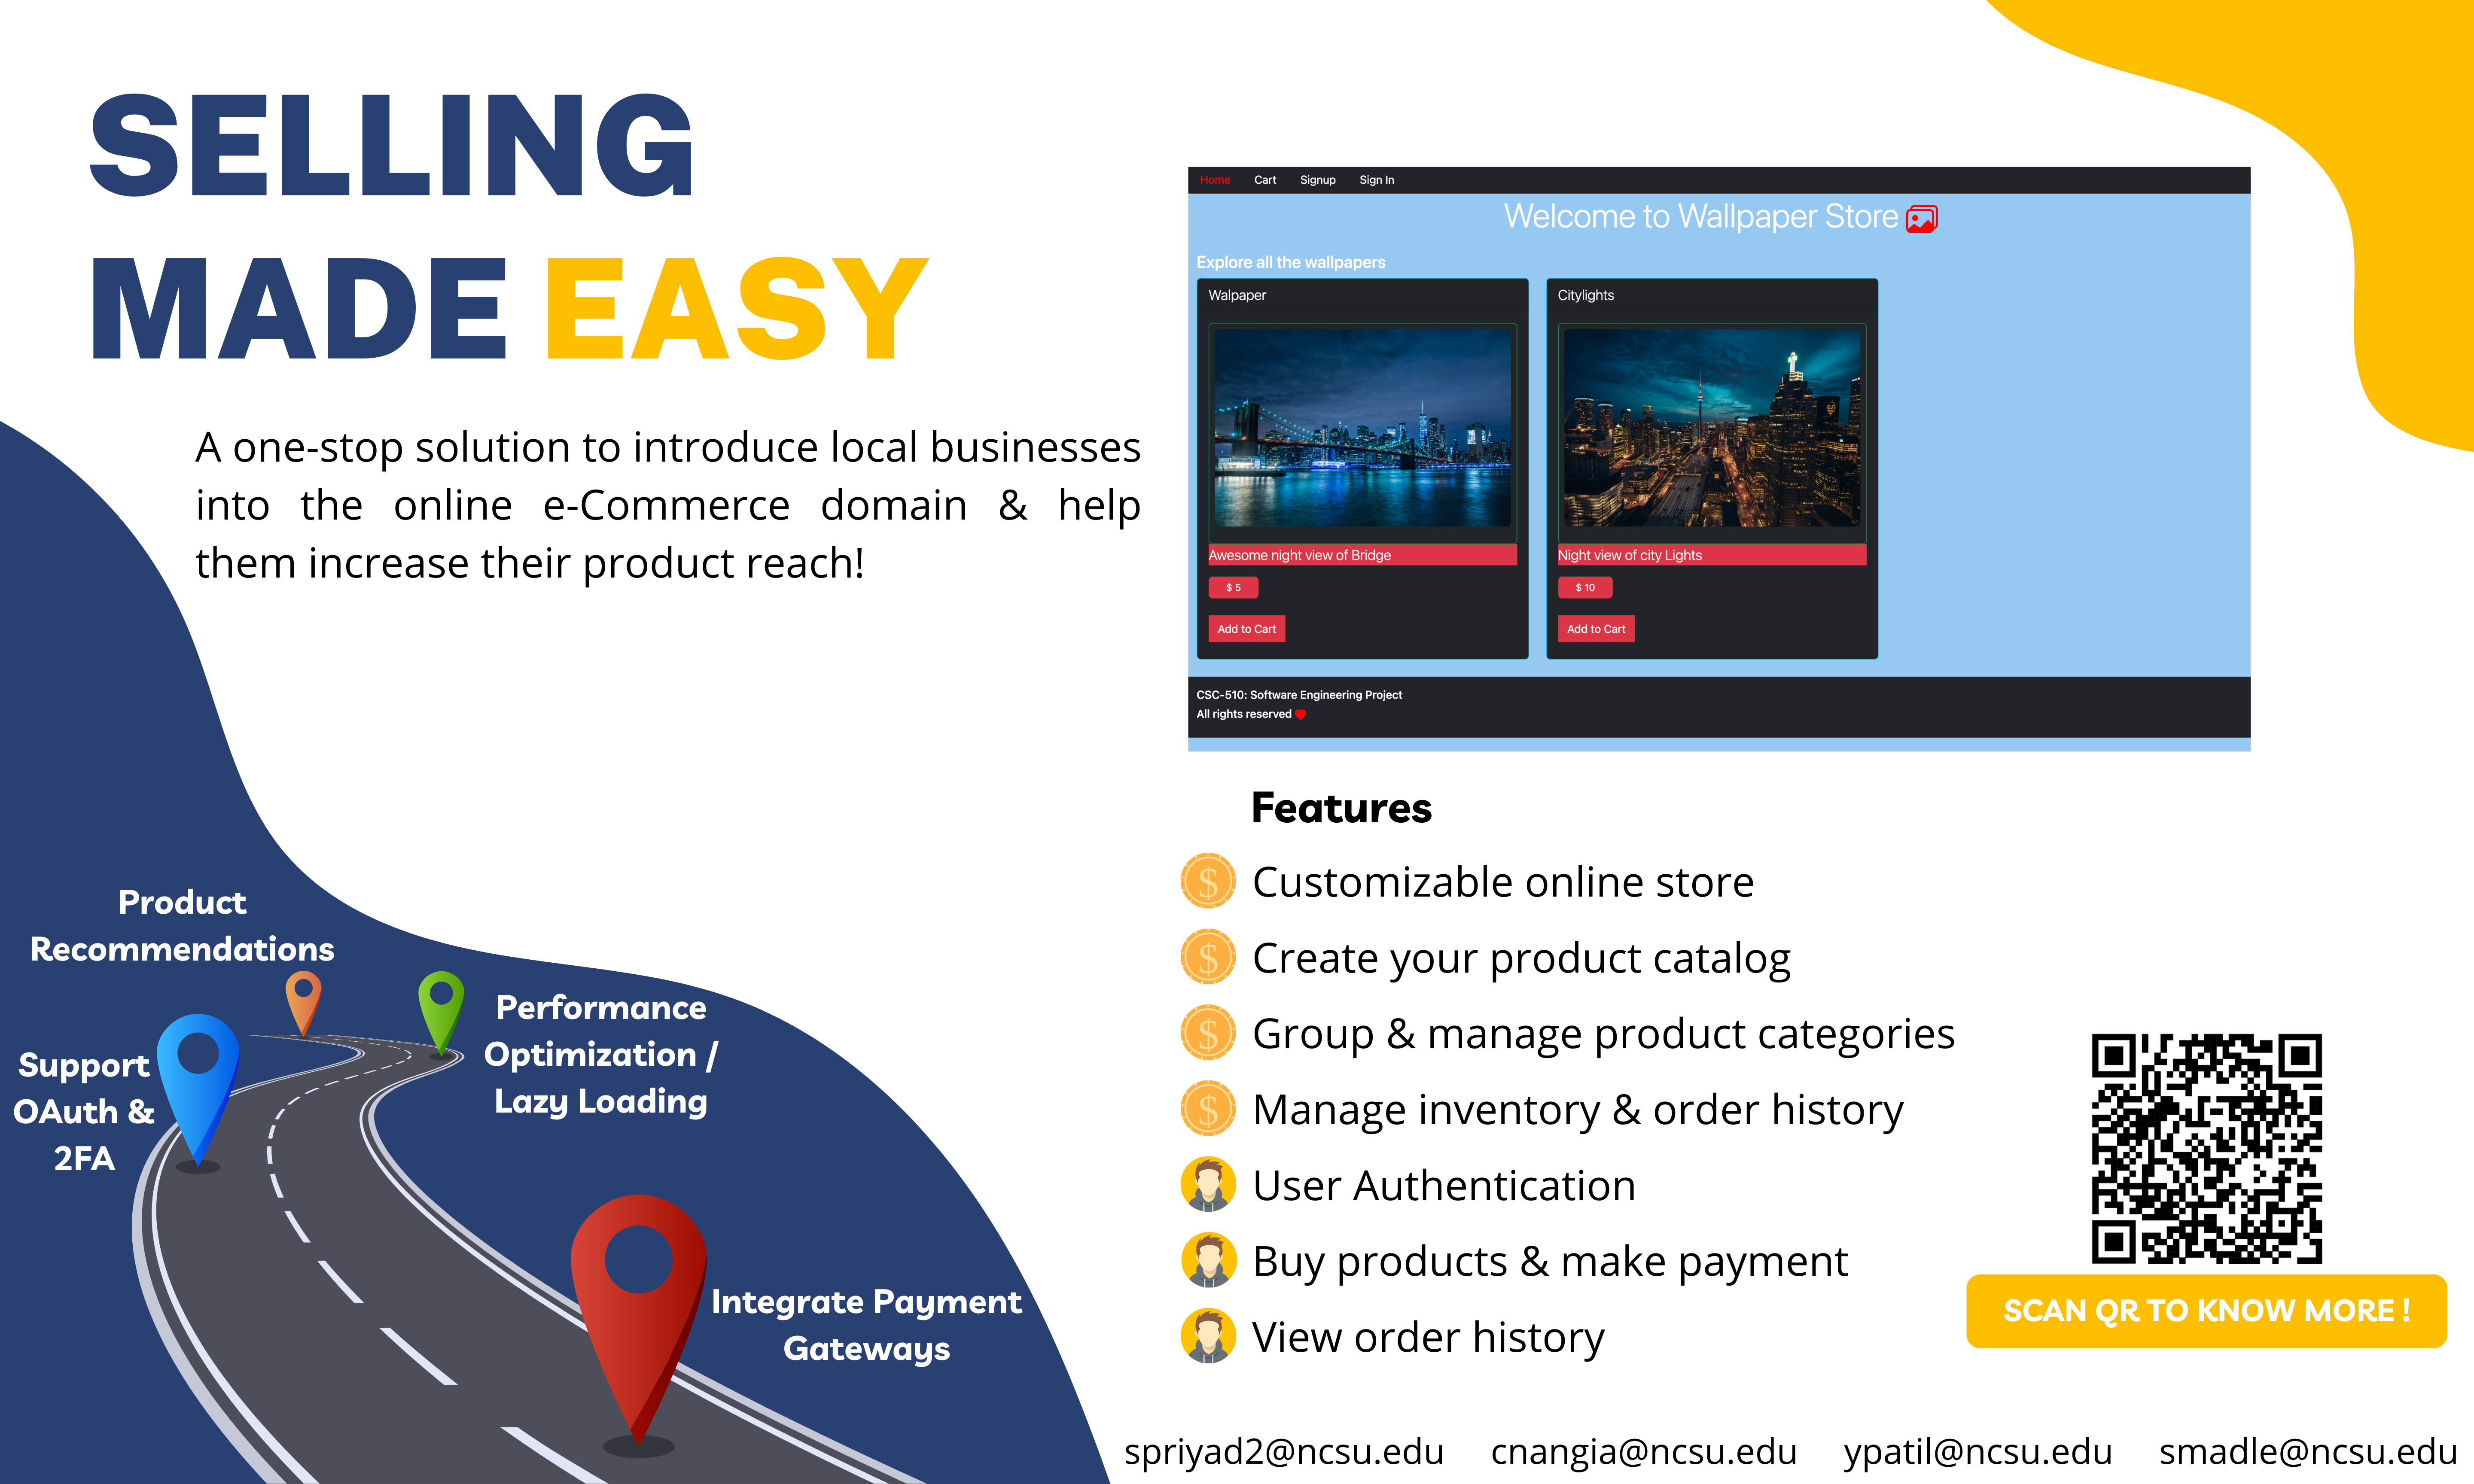 SELLING
MADE EASY
A one-stop solution to introduce local businesses
into the online e-Commerce domain & help
them increase their product reach!
Home Cart Signup Sign In
Welcome to Wallpaper Store
Explore all the wallpapers
Walpaper
Awesome night view of Bridge
$ 5
Add to Cart
Citylights
Night view of city Lights
$ 10
Add to Cart
CSC-510: Software Engineering Project
All rights reserved
Product
Recommendations
Performance
Optimization /
Lazy Loading
Support
OAuth &
2FA
Integrate Payment
Gateways
Features
$ Customizable online store
$ Create your product catalog
$ Group & manage product categories
$ Manage inventory & order history
User Authentication
Buy products & make payment
View order history
SCAN QR TO KNOW MORE !
spriyad2@ncsu.edu cnangia@ncsu.edu ypatil@ncsu.edu smadle@ncsu.edu